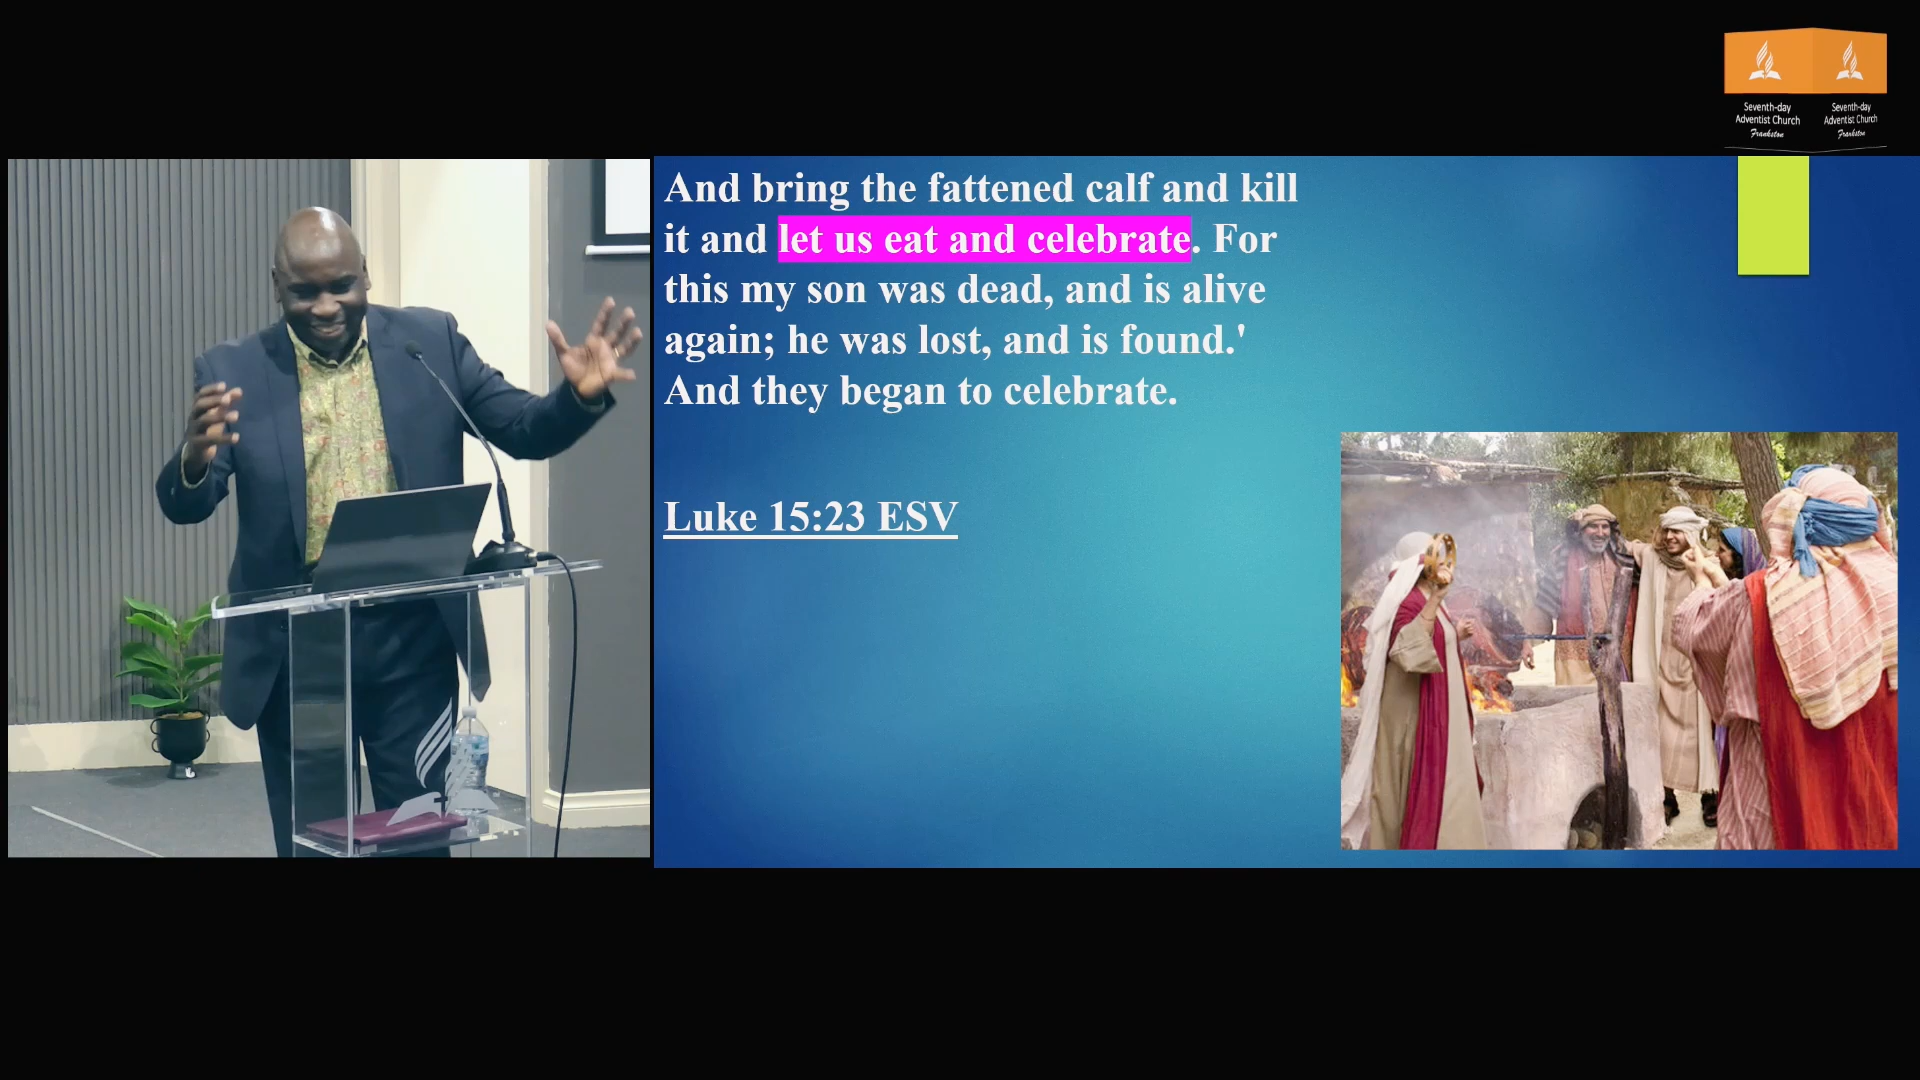 Seventh-day
Adventist Church
Frankston
Seventh-day
Adventist Church
Frankston
And bring the fattened calf and kill
it and let us eat and celebrate. For
this my son was dead, and is alive
again; he was lost, and is found.'
And they began to celebrate.
Luke 15:23 ESV